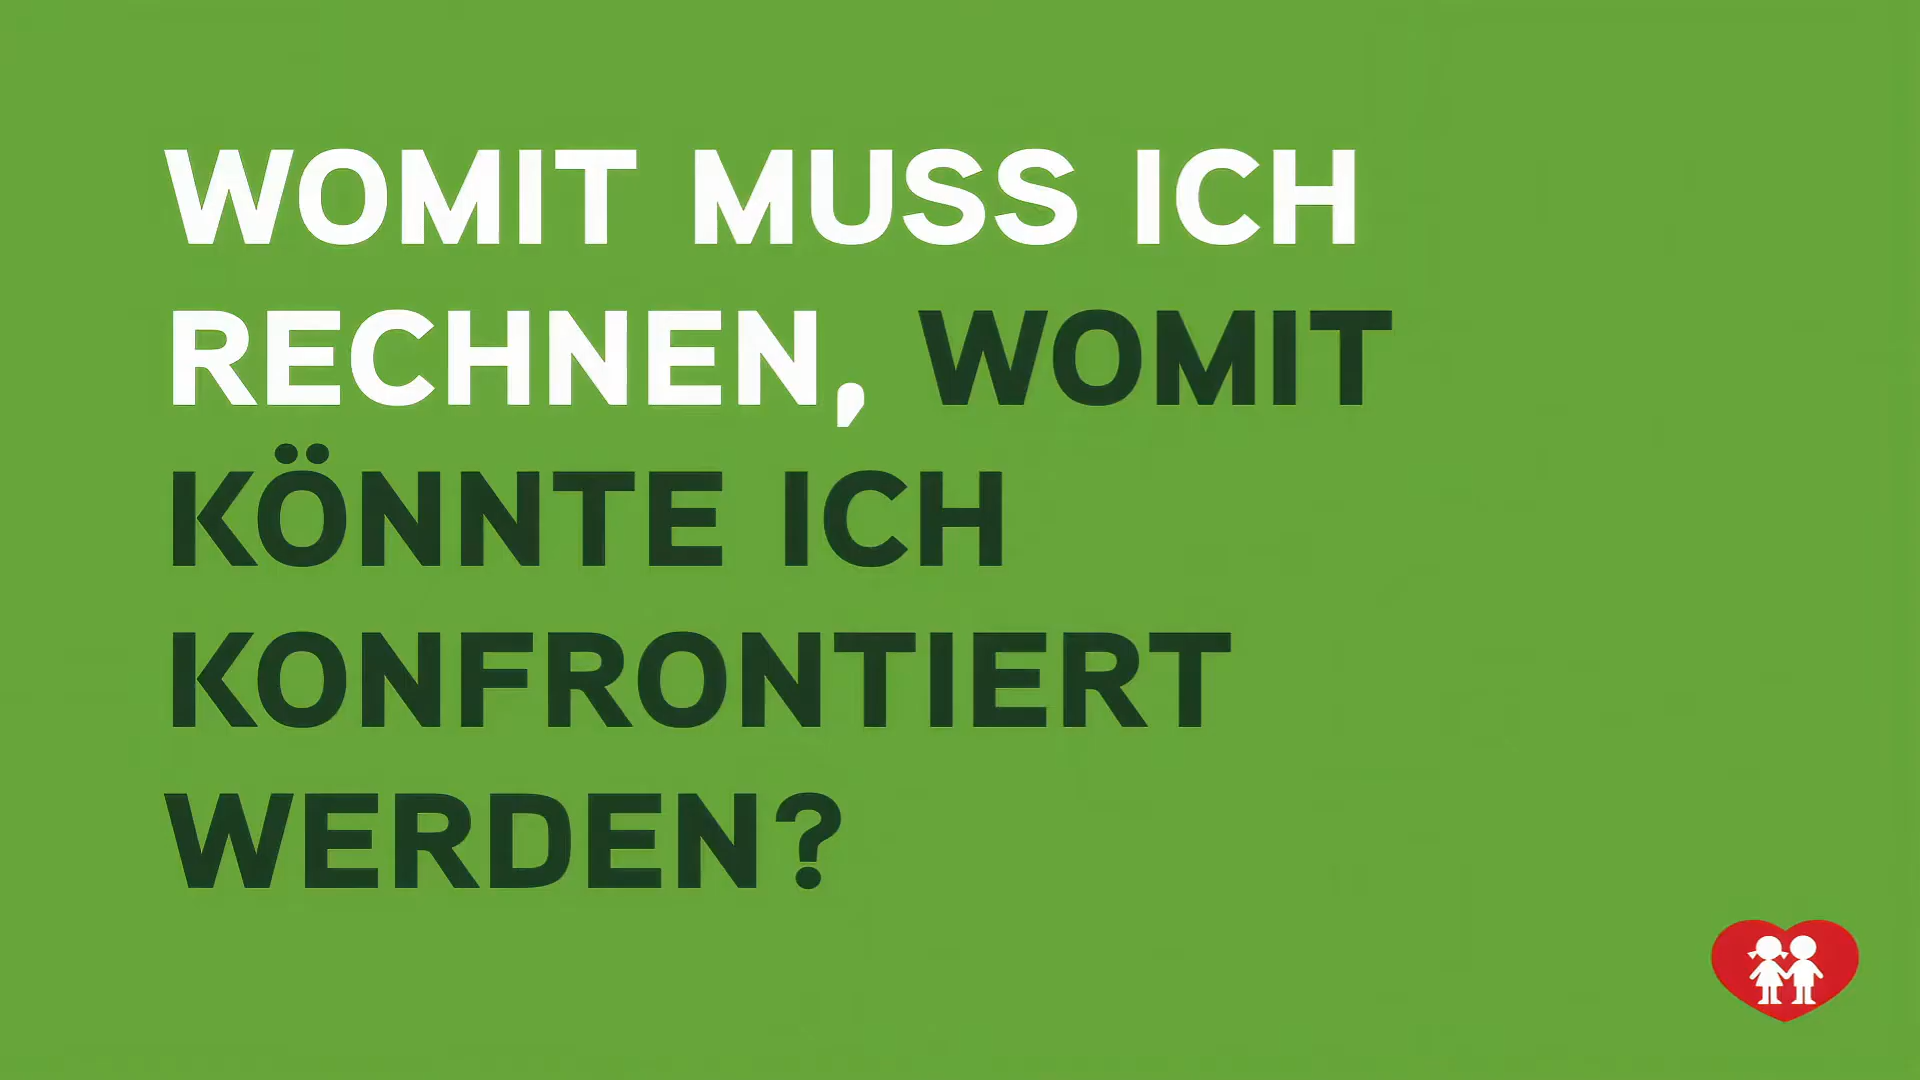 WOMIT MUSS ICH
RECHNEN, WOMIT
KÖNNTE ICH
KONFRONTIERT
WERDEN?